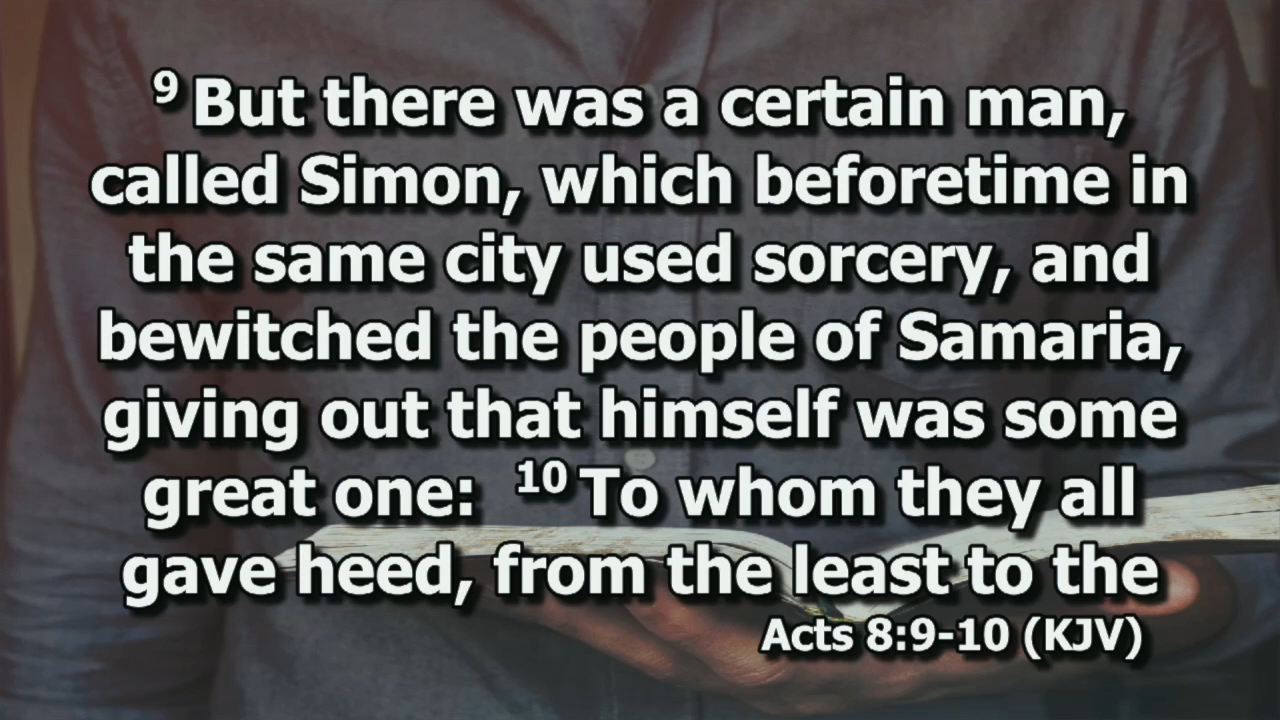 9 But there was a certain man,
called Simon, which beforetime in
the same city used sorcery, and
bewitched the people of Samaria,
giving out that himself was some
great one: 10 To whom they all
gave heed, from the least to the
Acts 8:9-10 (KJV)